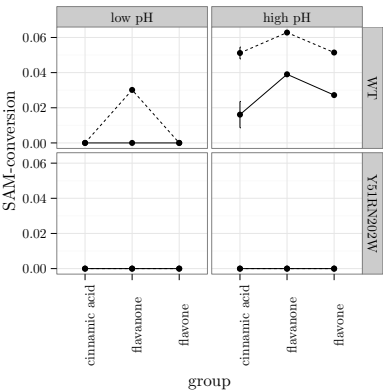 low pH
high pH
0.06
0.04
0.02
0.00
WT
0.06
0.04
0.02
0.00
Y51RN202W
SAM-conversion
cinnamic acid
flavanone
flavone
cinnamic acid
flavanone
flavone
group